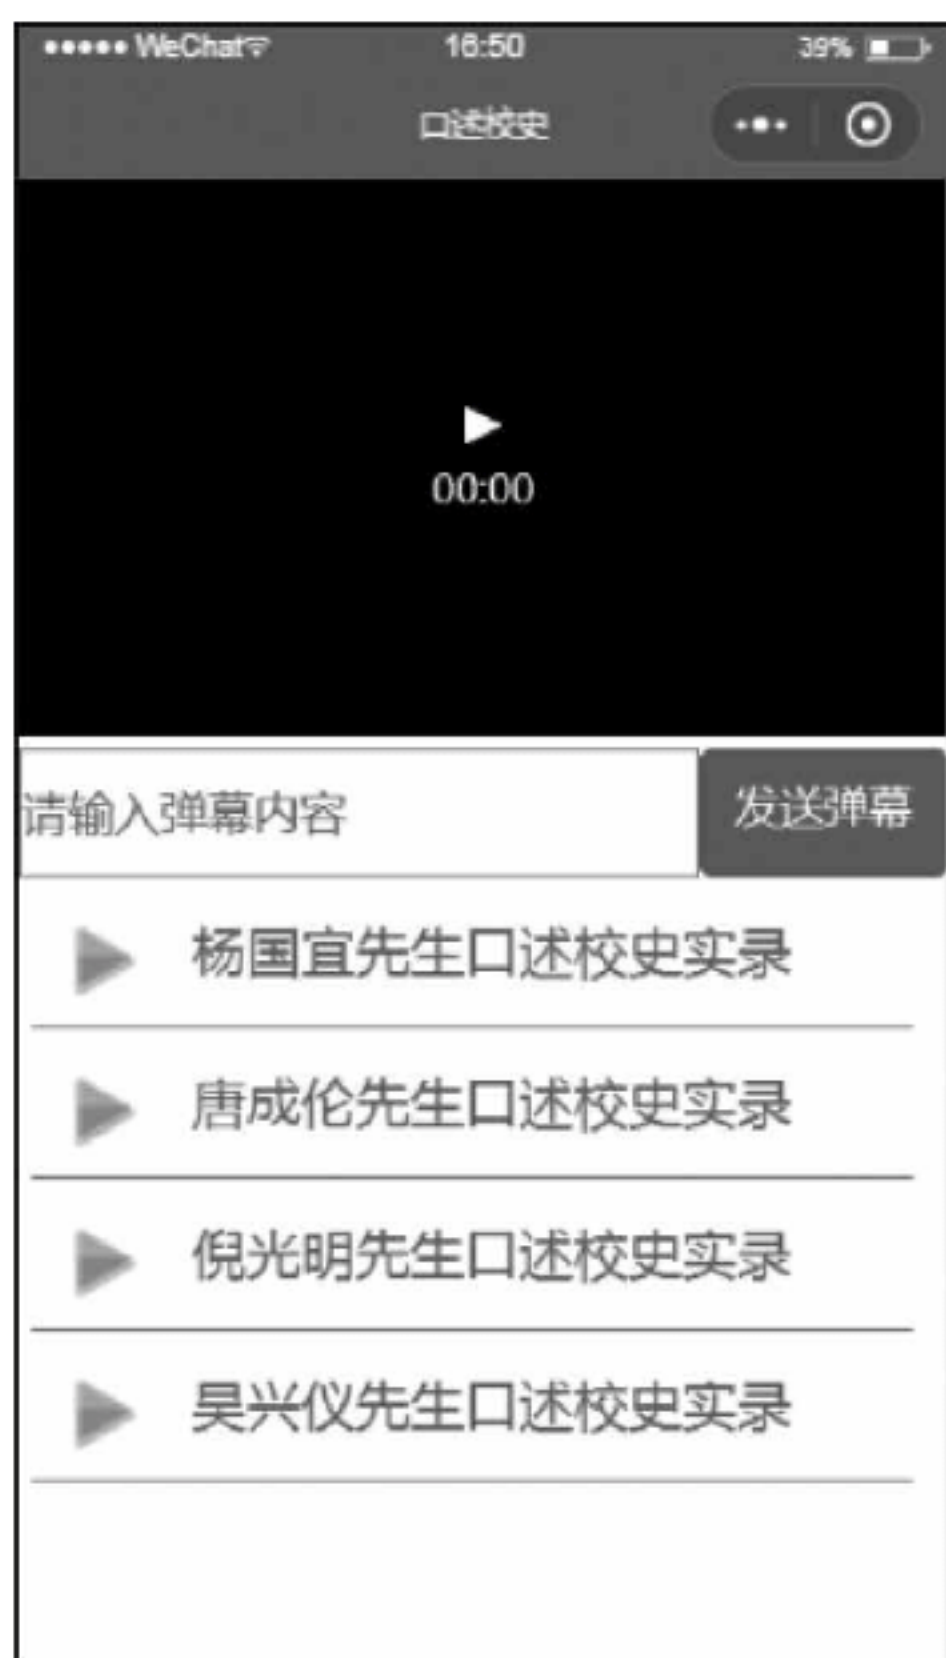 WeChat 16:50 39%
口述校史
00:00
请输入弹幕内容 发送弹幕
杨国宜先生口述校史实录
唐成伦先生口述校史实录
倪光明先生口述校史实录
吴兴仪先生口述校史实录